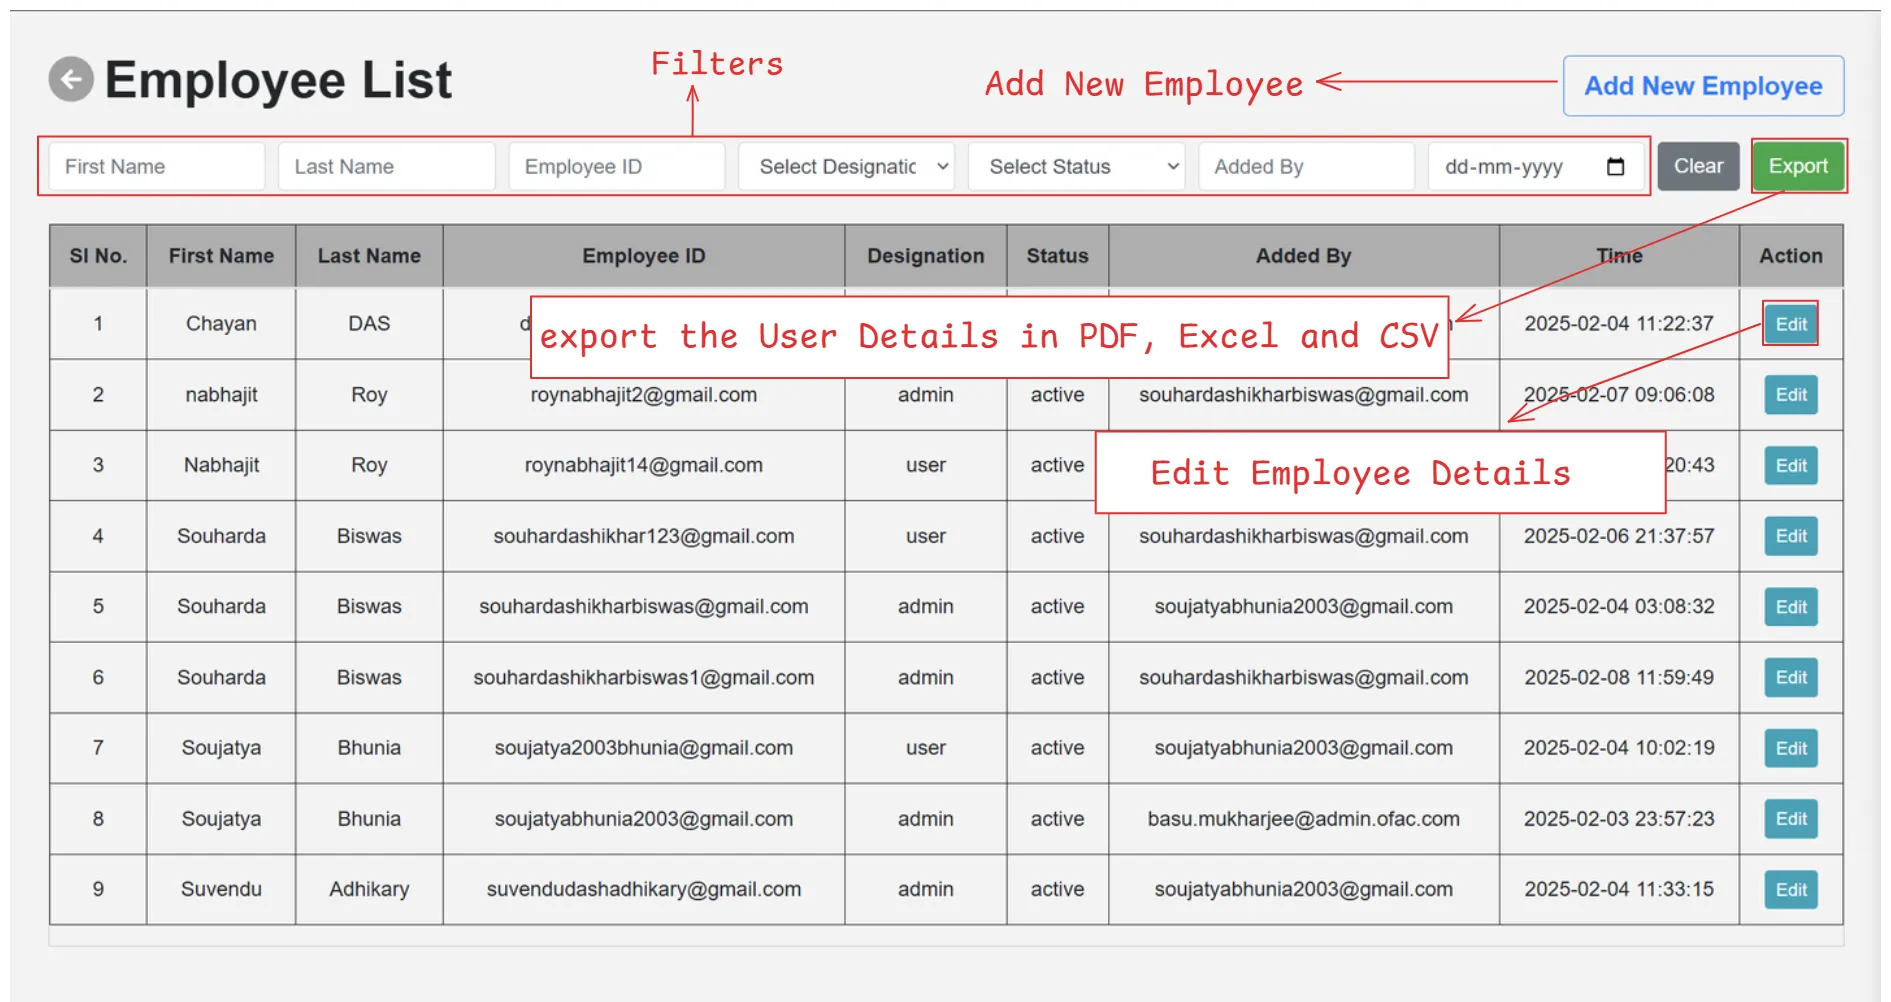 Employee List
Filters
Add New Employee
Add New Employee
First Name Last Name Employee ID Select Designatic Select Status Added By dd-mm-yyyy Clear Export
SI No. First Name Last Name Employee ID Designation Status Added By Time Action
1 Chayan DAS 2025-02-04 11:22:37 Edit
export the User Details in PDF, Excel and CSV
2 nabhajit Roy roynabhajit2@gmail.com admin active souhardashikharbiswas@gmail.com 2025-02-07 09:06:08 Edit
3 Nabhajit Roy roynabhajit14@gmail.com user active 20:43 Edit
Edit Employee Details
4 Souharda Biswas souhardashikhar123@gmail.com user active souhardashikharbiswas@gmail.com 2025-02-06 21:37:57 Edit
5 Souharda Biswas souhardashikharbiswas@gmail.com admin active soujatyabhunia2003@gmail.com 2025-02-04 03:08:32 Edit
6 Souharda Biswas souhardashikharbiswas1@gmail.com admin active souhardashikharbiswas@gmail.com 2025-02-08 11:59:49 Edit
7 Soujatya Bhunia soujatya2003bhunia@gmail.com user active soujatyabhunia2003@gmail.com 2025-02-04 10:02:19 Edit
8 Soujatya Bhunia soujatyabhunia2003@gmail.com admin active basu.mukharjee@admin.ofac.com 2025-02-03 23:57:23 Edit
9 Suvendu Adhikary suvendudashadhikary@gmail.com admin active soujatyabhunia2003@gmail.com 2025-02-04 11:33:15 Edit